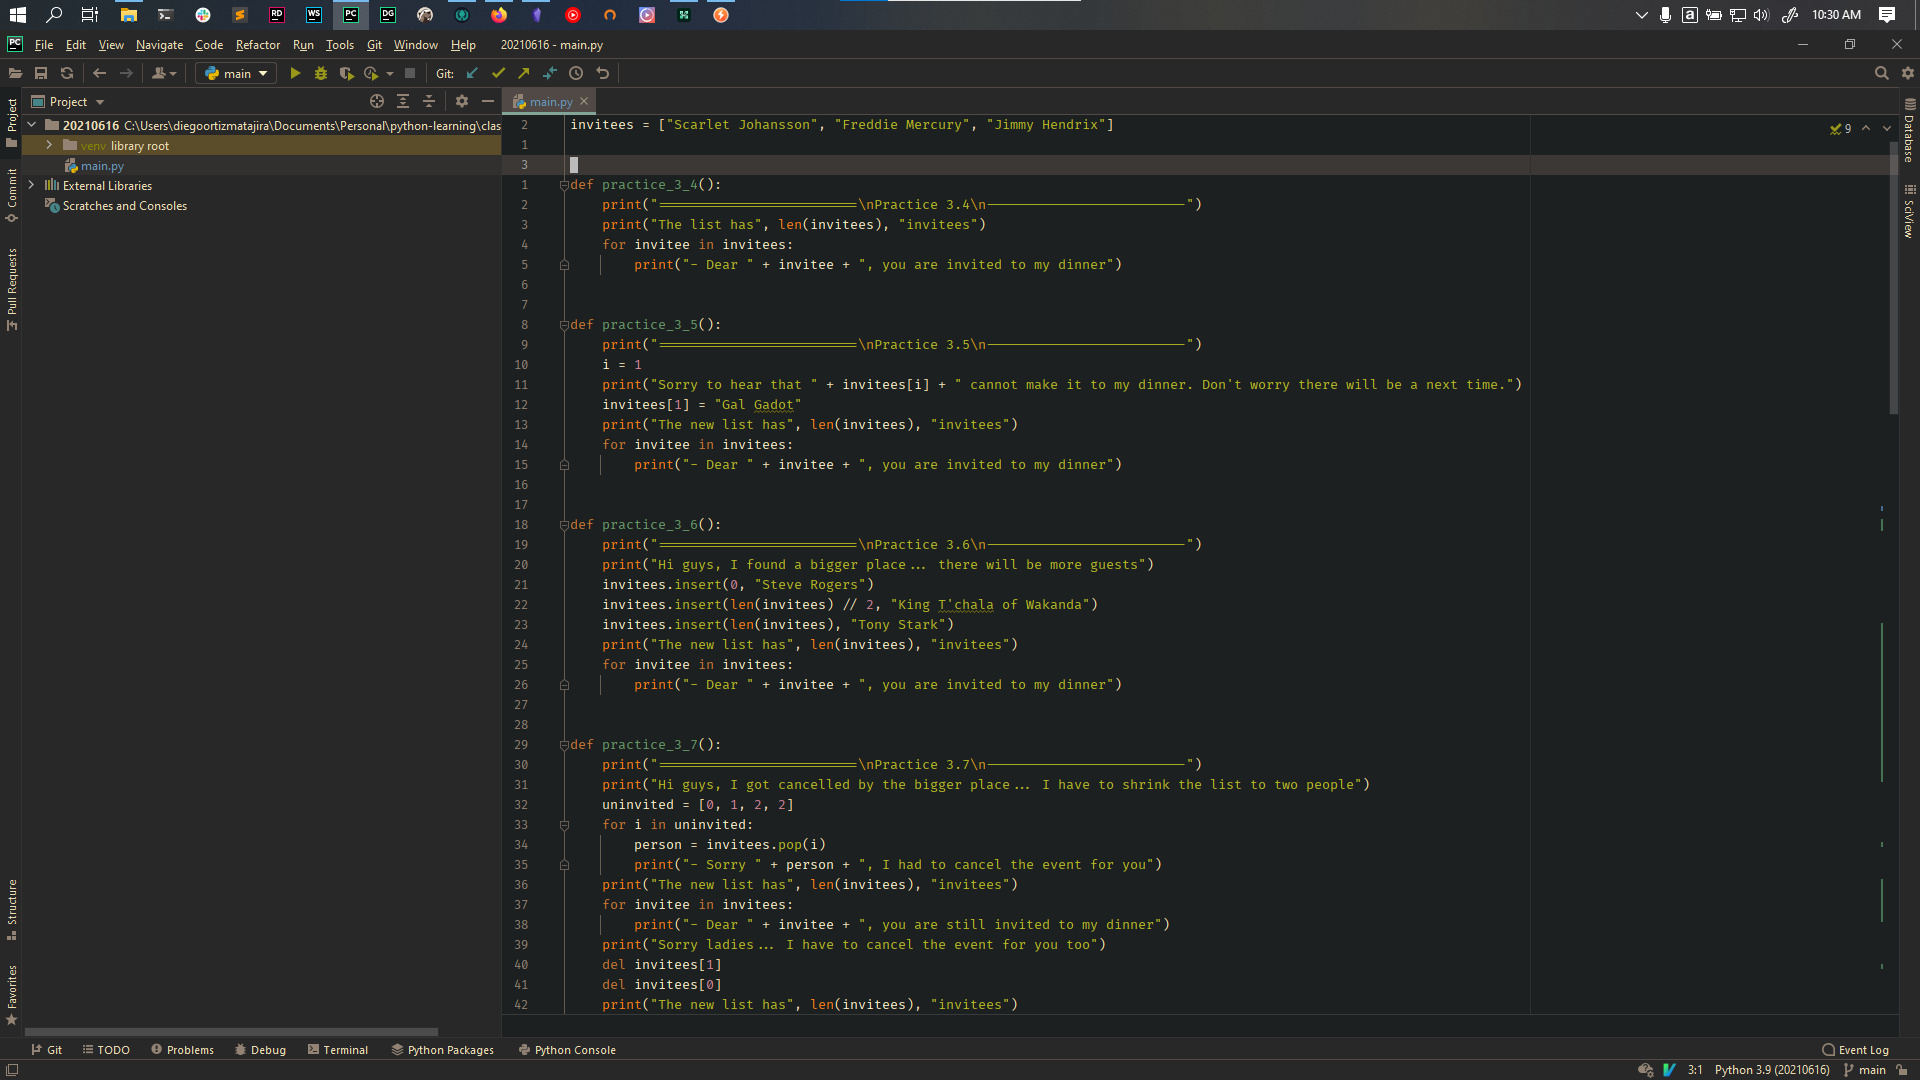 RD WS PC DG
a 10:30 AM
PC File Edit View Navigate Code Refactor Run Tools Git Window Help 20210616 - main.py
main Git:
Project main.py
20210616 C:\Users\diegoortizmatajira\Documents\Personal\python-learning\clas
venv library root
main.py
External Libraries
Scratches and Consoles
Project
Commit
Pull Requests
Structure
Favorites
9
2 invitees = ["Scarlet Johansson", "Freddie Mercury", "Jimmy Hendrix"]
1
3
1 def practice_3_4():
2 print("=========================\nPractice 3.4\n-------------------------")
3 print("The list has", len(invitees), "invitees")
4 for invitee in invitees:
5 print("- Dear " + invitee + ", you are invited to my dinner")
6
7
8 def practice_3_5():
9 print("=========================\nPractice 3.5\n-------------------------")
10 i = 1
11 print("Sorry to hear that " + invitees[i] + " cannot make it to my dinner. Don't worry there will be a next time.")
12 invitees[1] = "Gal Gadot"
13 print("The new list has", len(invitees), "invitees")
14 for invitee in invitees:
15 print("- Dear " + invitee + ", you are invited to my dinner")
16
17
18 def practice_3_6():
19 print("=========================\nPractice 3.6\n-------------------------")
20 print("Hi guys, I found a bigger place... there will be more guests")
21 invitees.insert(0, "Steve Rogers")
22 invitees.insert(len(invitees) // 2, "King T'chala of Wakanda")
23 invitees.insert(len(invitees), "Tony Stark")
24 print("The new list has", len(invitees), "invitees")
25 for invitee in invitees:
26 print("- Dear " + invitee + ", you are invited to my dinner")
27
28
29 def practice_3_7():
30 print("=========================\nPractice 3.7\n-------------------------")
31 print("Hi guys, I got cancelled by the bigger place... I have to shrink the list to two people")
32 uninvited = [0, 1, 2, 2]
33 for i in uninvited:
34 person = invitees.pop(i)
35 print("- Sorry " + person + ", I had to cancel the event for you")
36 print("The new list has", len(invitees), "invitees")
37 for invitee in invitees:
38 print("- Dear " + invitee + ", you are still invited to my dinner")
39 print("Sorry ladies... I have to cancel the event for you too")
40 del invitees[1]
41 del invitees[0]
42 print("The new list has", len(invitees), "invitees")
Database
SciView
Git TODO Problems Debug Terminal Python Packages Python Console Event Log
3:1 Python 3.9 (20210616) main